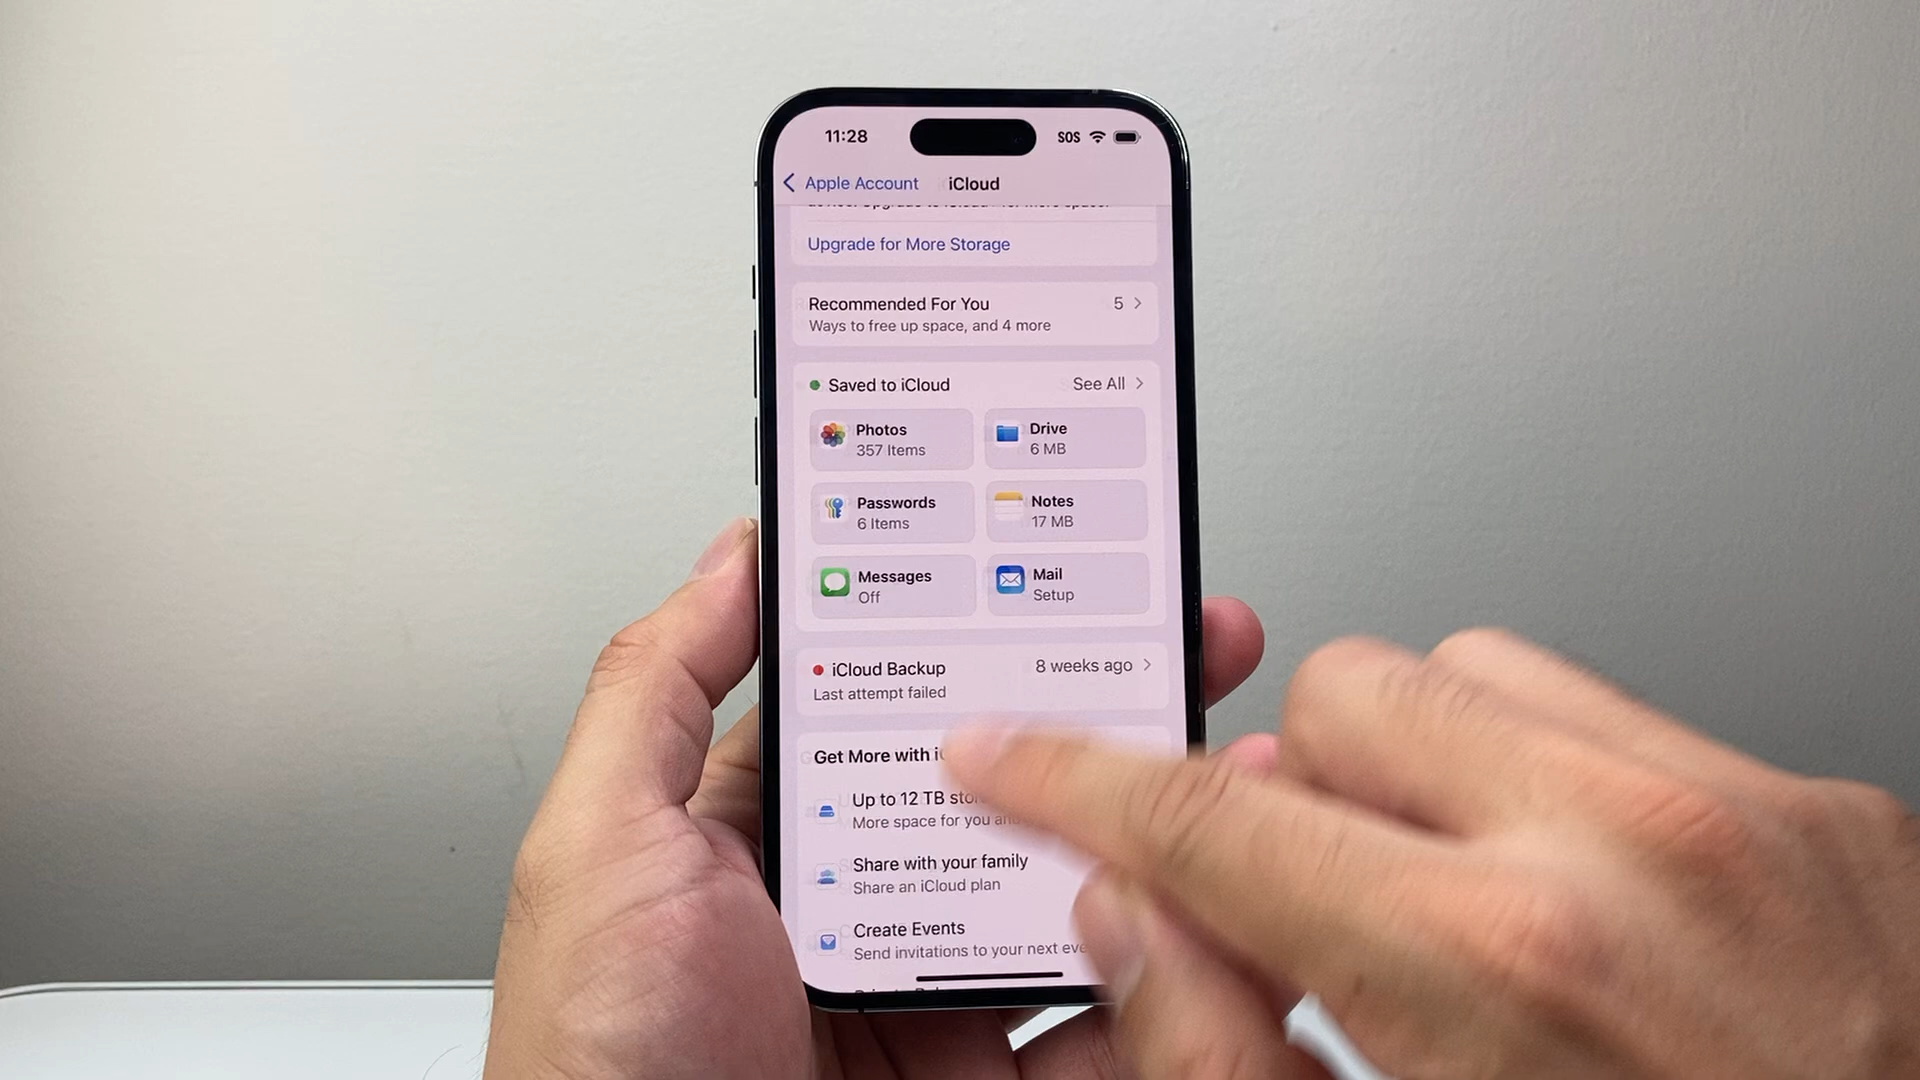 11:28
SOS
Apple Account
iCloud
Upgrade for More Storage
Recommended For You
5
Ways to free up space, and 4 more
Saved to iCloud
See All
Photos
357 Items
Drive
6 MB
Passwords
6 Items
Notes
17 MB
Messages
Off
Mail
Setup
iCloud Backup
8 weeks ago
Last attempt failed
Get More with
Up to 12 TB
More space for you
Share with your family
Share an iCloud plan
Create Events
Send invitations to your next